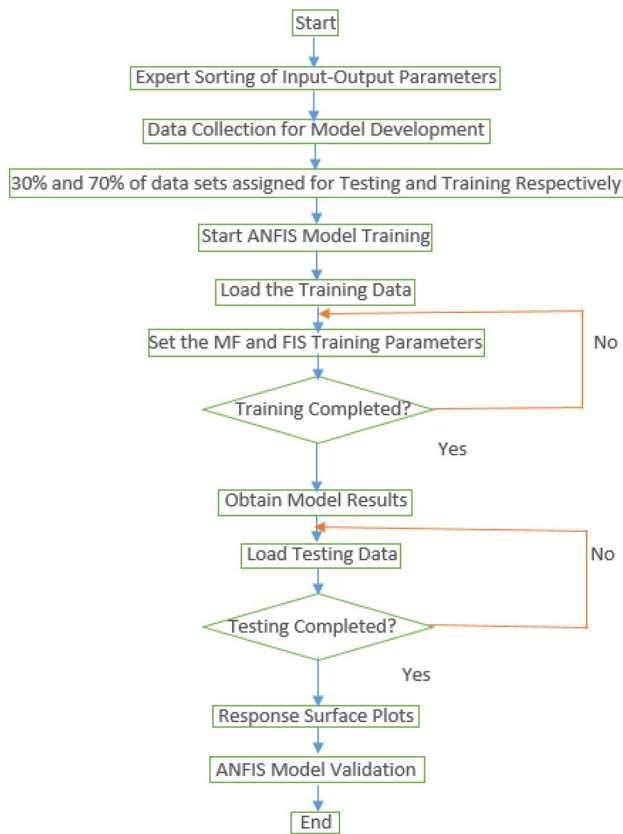 Start
Expert Sorting of Input-Output Parameters
Data Collection for Model Development
30% and 70% of data sets assigned for Testing and Training Respectively
Start ANFIS Model Training
Load the Training Data
Set the MF and FIS Training Parameters
No
Training Completed?
Yes
Obtain Model Results
Load Testing Data
No
Testing Completed?
Yes
Response Surface Plots
ANFIS Model Validation
End